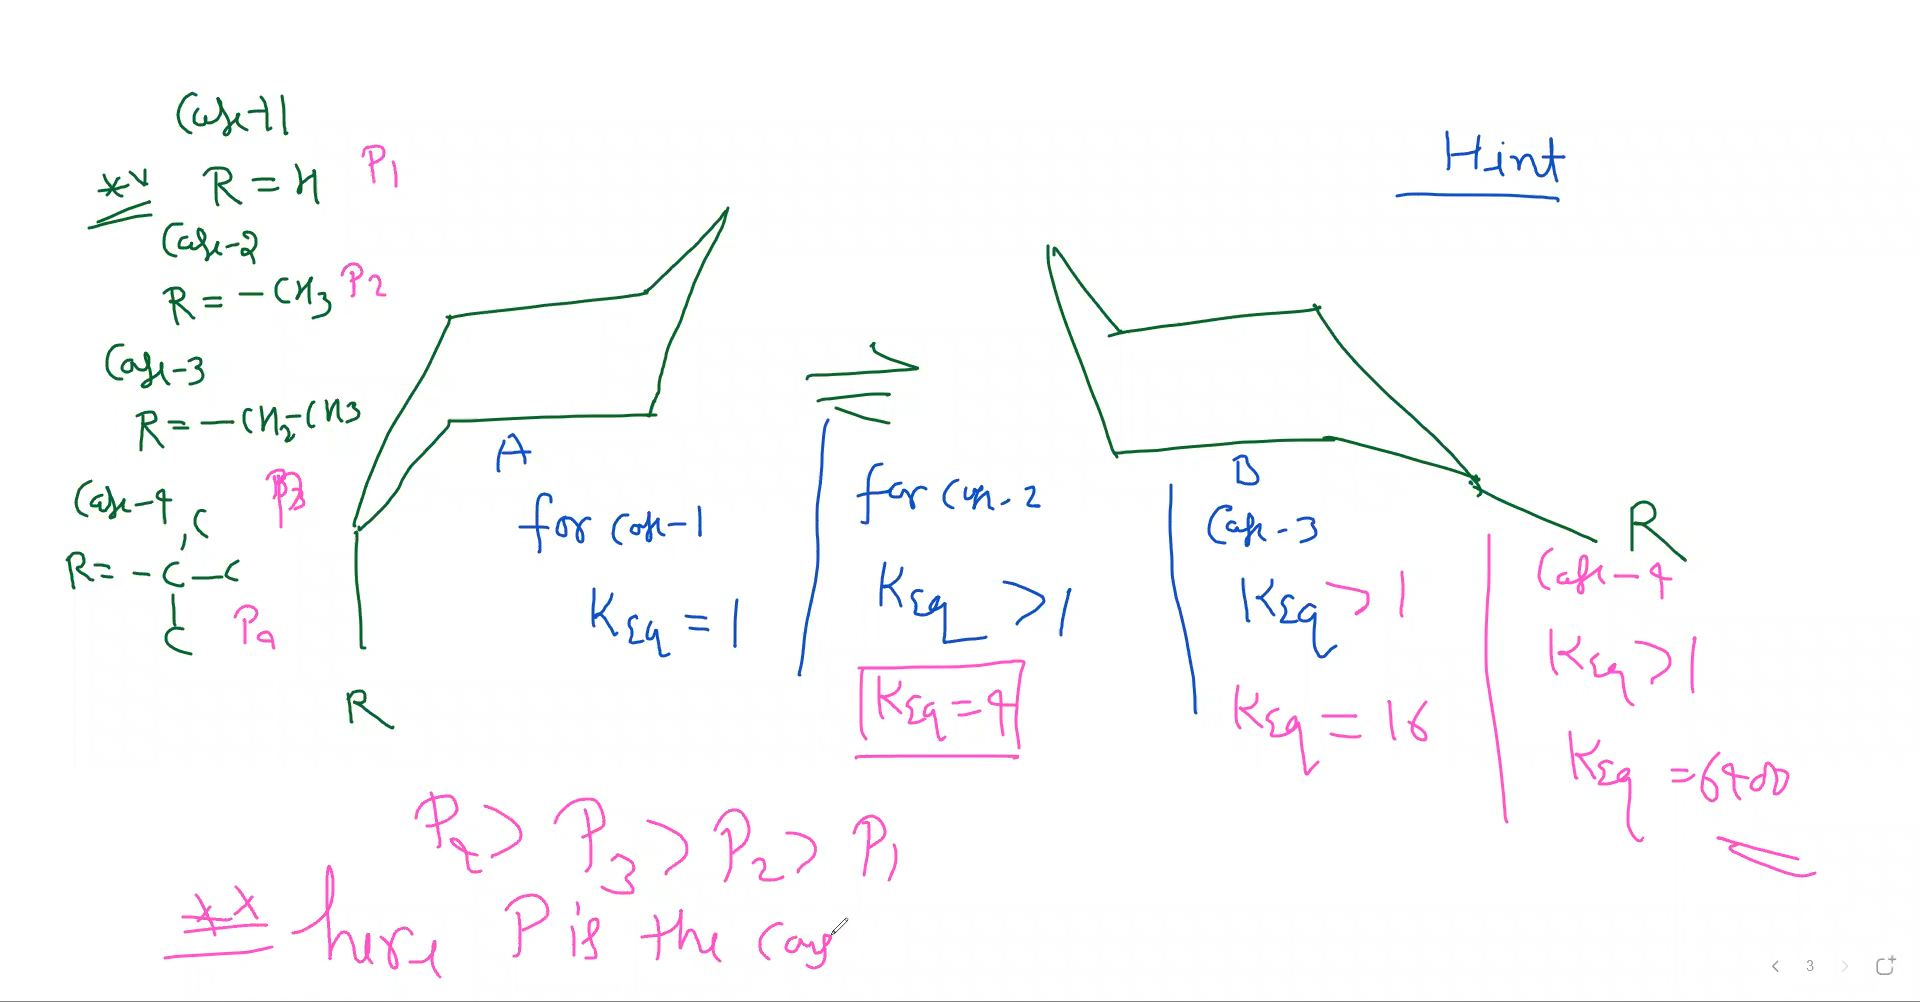 Case-1
** R = H P1
Case-2
R = -CH3 P2
Case-3
R = -CH2-CH3
P3
Case-4
C
R= -C-C
C
P4
Hint
R
R
A
B
for case-1
KEq = 1
for case-2
KEq > 1
KEq = 4
Case-3
KEq > 1
KEq = 16
Case-4
KEq > 1
KEq = 6400
P4 > P3 > P2 > P1
** here P is the cas
3